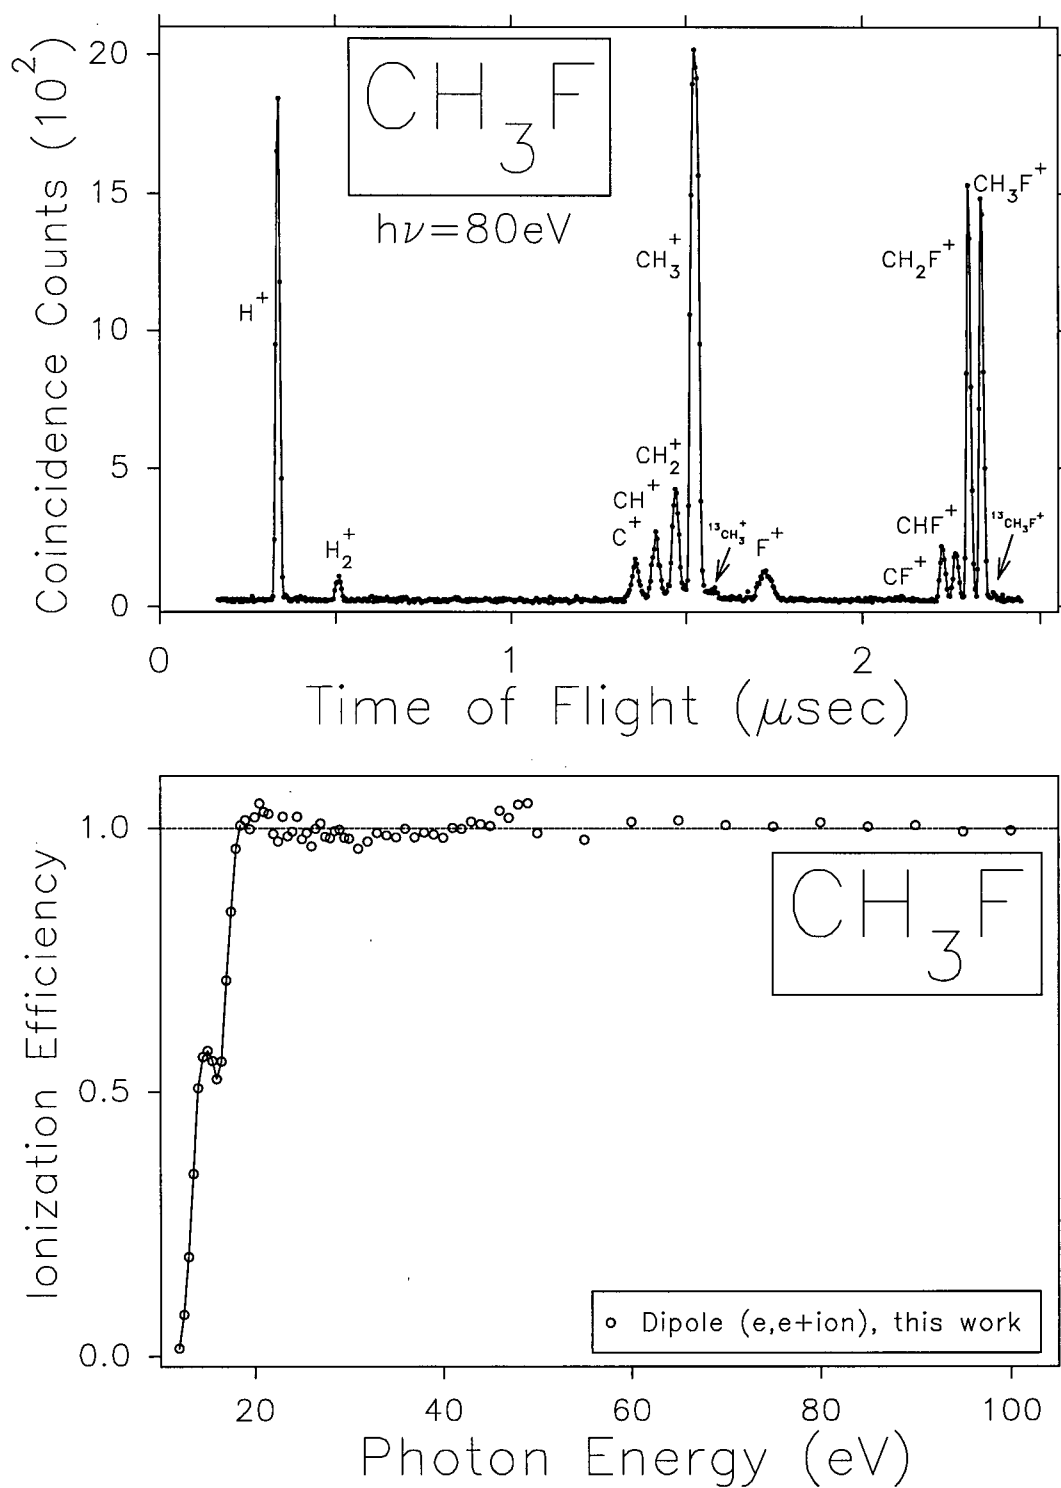 Coincidence Counts (10²)
20
15
10
5
0
CH₃F
hν=80eV
H⁺
H₂⁺
C⁺
CH⁺
CH₂⁺
CH₃⁺
¹³CH₃⁺
F⁺
CF⁺
CHF⁺
CH₂F⁺
CH₃F⁺
¹³CH₃F⁺
0 1 2
Time of Flight (μsec)
Ionization Efficiency
1.0
0.5
0.0
CH₃F
Dipole (e,e+ion), this work
20 40 60 80 100
Photon Energy (eV)